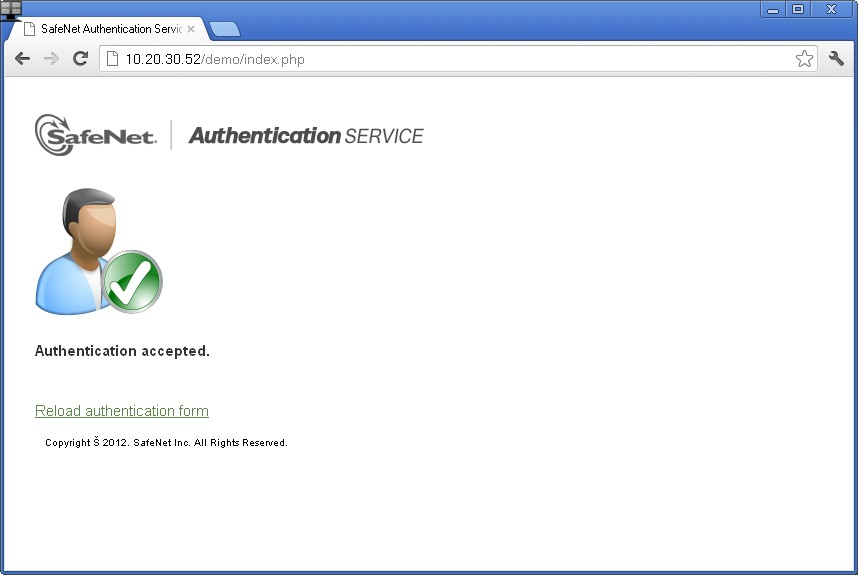 SafeNet Authentication Servic
10.20.30.52/demo/index.php
SafeNet. Authentication SERVICE
Authentication accepted.
Reload authentication form
Copyright Š 2012. SafeNet Inc. All Rights Reserved.